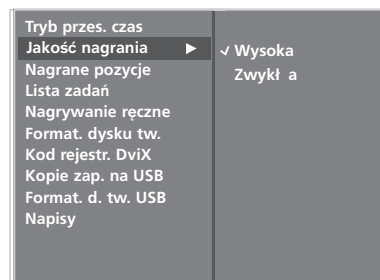 Tryb przes. czas
Jakość nagrania
Nagrane pozycje
Lista zadań
Nagrywanie ręczne
Format. dysku tw.
Kod rejestr. DviX
Kopie zap. na USB
Format. d. tw. USB
Napisy
Wysoka
Zwykł a